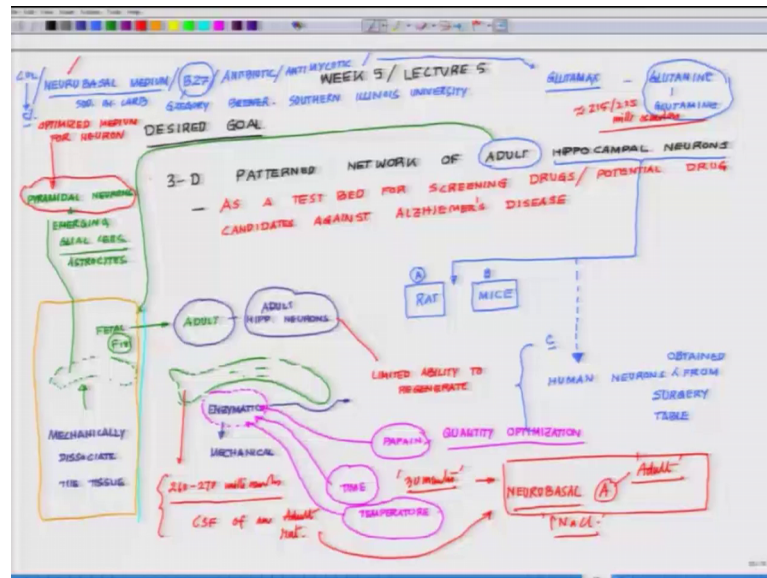 NEUROBASAL MEDIUM / B27 / ANTIBIOTIC / ANTIMYCOTIC /
WEEK 5 / LECTURE 5
GLUTAMAX - GLUTAMINE
GLUTAMINE
GREGORY BREWER. SOUTHERN ILLINOIS UNIVERSITY
OPTIMIZED MEDIUM
FOR NEURON
DESIRED GOAL
3-D PATTERNED NETWORK OF ADULT HIPPOCAMPAL NEURONS
- AS A TEST BED FOR SCREENING DRUGS / POTENTIAL DRUG
CANDIDATES AGAINST ALZHIEMER'S DISEASE
PYRAMIDAL NEURONS
EMERGING
GLIAL CELLS
ASTROCYTES
A
RAT
B
MICE
FETAL
ADULT
ADULT
HIPP. NEURONS
LIMITED ABILITY TO
REGENERATE
C
HUMAN NEURONS
OBTAINED
FROM
SURGERY
TABLE
MECHANICALLY
DISSOCIATE
THE TISSUE
ENZYMATIC
MECHANICAL
PAPAIN
QUANTITY OPTIMIZATION
TIME
TEMPERATURE
CSF OF an Adult
rat.
NEUROBASAL A 'Adult'
'NaCl'